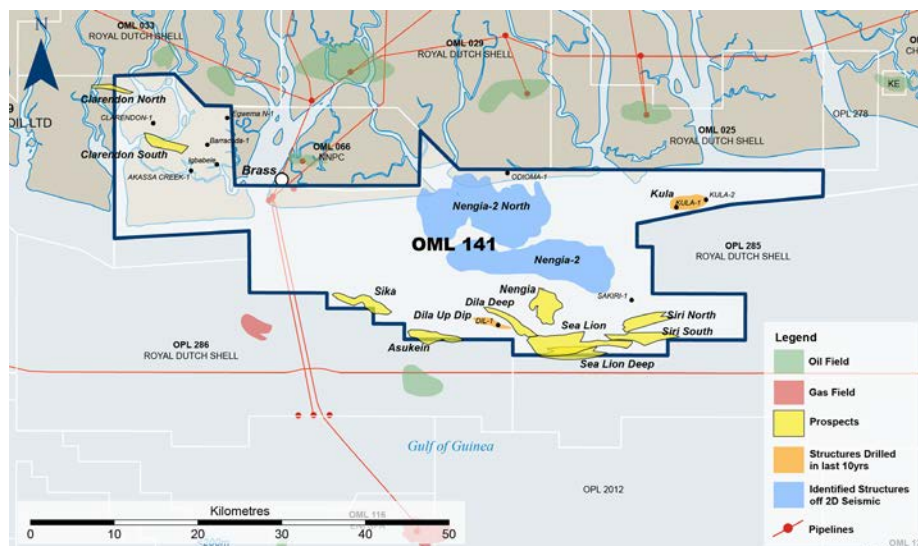 N
OML 033
ROYAL DUTCH SHELL
OML 029
ROYAL DUTCH SHELL
KE
OIL LTD
Clarendon North
CLARENDON-1
Egwema N-1
OPL 278
Barracuda-1
Clarendon South
Igbabele
AKASSA CREEK-1
OML 066
NNPC
OML 025
ROYAL DUTCH SHELL
Brass
ODIOMA-1
Kula
KULA-2
KULA-1
Nengia-2 North
OML 141
Nengia-2
OPL 285
ROYAL DUTCH SHELL
Sika
Nengia
SAKIRI-1
Dila Deep
Dila Up Dip
DIL-1
Siri North
Sea Lion
Siri South
Asukein
Sea Lion Deep
OPL 286
ROYAL DUTCH SHELL
Legend
Oil Field
Gas Field
Prospects
Structures Drilled
in last 10yrs
Identified Structures
off 2D Seismic
Pipelines
Gulf of Guinea
OPL 2012
Kilometres
0 10 20 30 40 50
OML 116